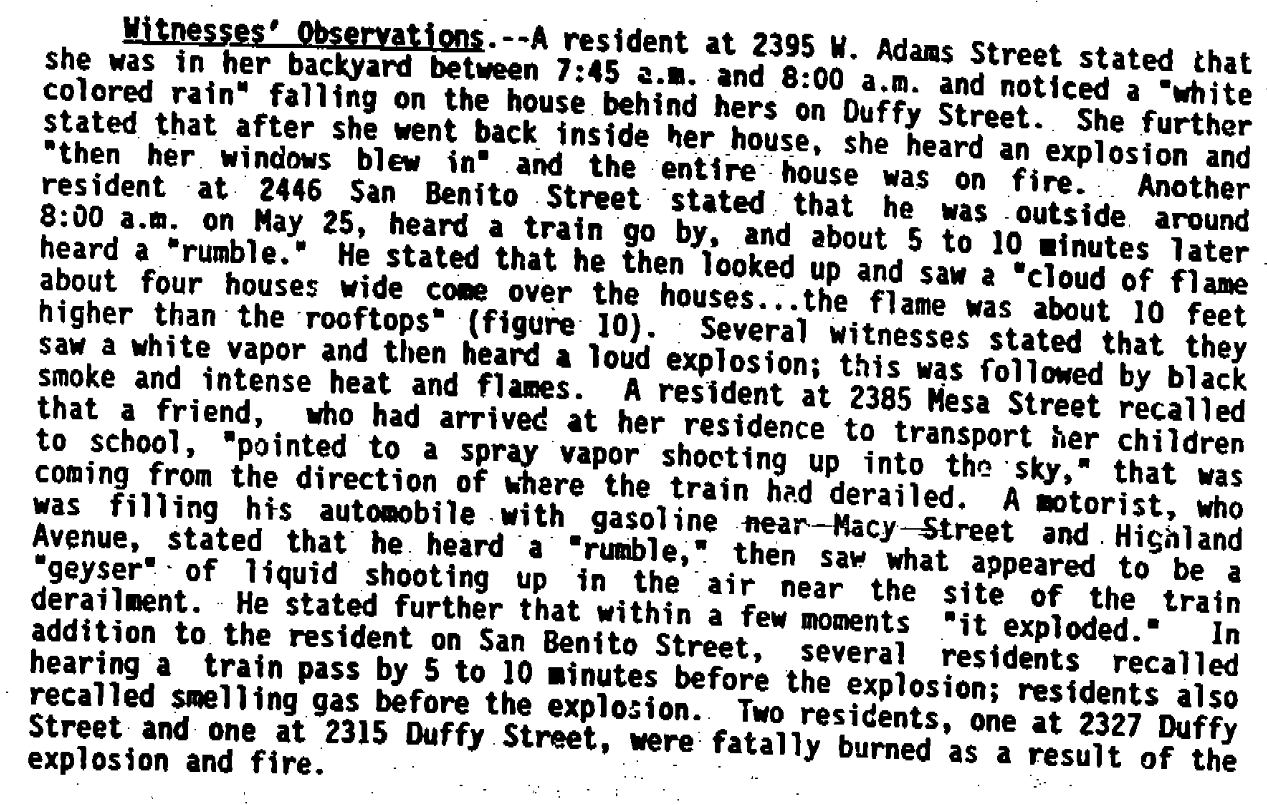 Witnesses' Observations.--A resident at 2395 W. Adams Street stated that
she was in her backyard between 7:45 a.m. and 8:00 a.m. and noticed a "white
colored rain" falling on the house behind hers on Duffy Street. She further
stated that after she went back inside her house, she heard an explosion and
"then her windows blew in" and the entire house was on fire. Another
resident at 2446 San Benito Street stated that he was outside around
8:00 a.m. on May 25, heard a train go by, and about 5 to 10 minutes later
heard a "rumble." He stated that he then looked up and saw a "cloud of flame
about four houses wide come over the houses...the flame was about 10 feet
higher than the rooftops" (figure 10). Several witnesses stated that they
saw a white vapor and then heard a loud explosion; this was followed by black
smoke and intense heat and flames. A resident at 2385 Mesa Street recalled
that a friend, who had arrived at her residence to transport her children
to school, "pointed to a spray vapor shooting up into the sky," that was
coming from the direction of where the train had derailed. A motorist, who
was filling his automobile with gasoline near Macy Street and Highland
Avenue, stated that he heard a "rumble," then saw what appeared to be a
"geyser" of liquid shooting up in the air near the site of the train
derailment. He stated further that within a few moments "it exploded." In
addition to the resident on San Benito Street, several residents recalled
hearing a train pass by 5 to 10 minutes before the explosion; residents also
recalled smelling gas before the explosion. Two residents, one at 2327 Duffy
Street and one at 2315 Duffy Street, were fatally burned as a result of the
explosion and fire.